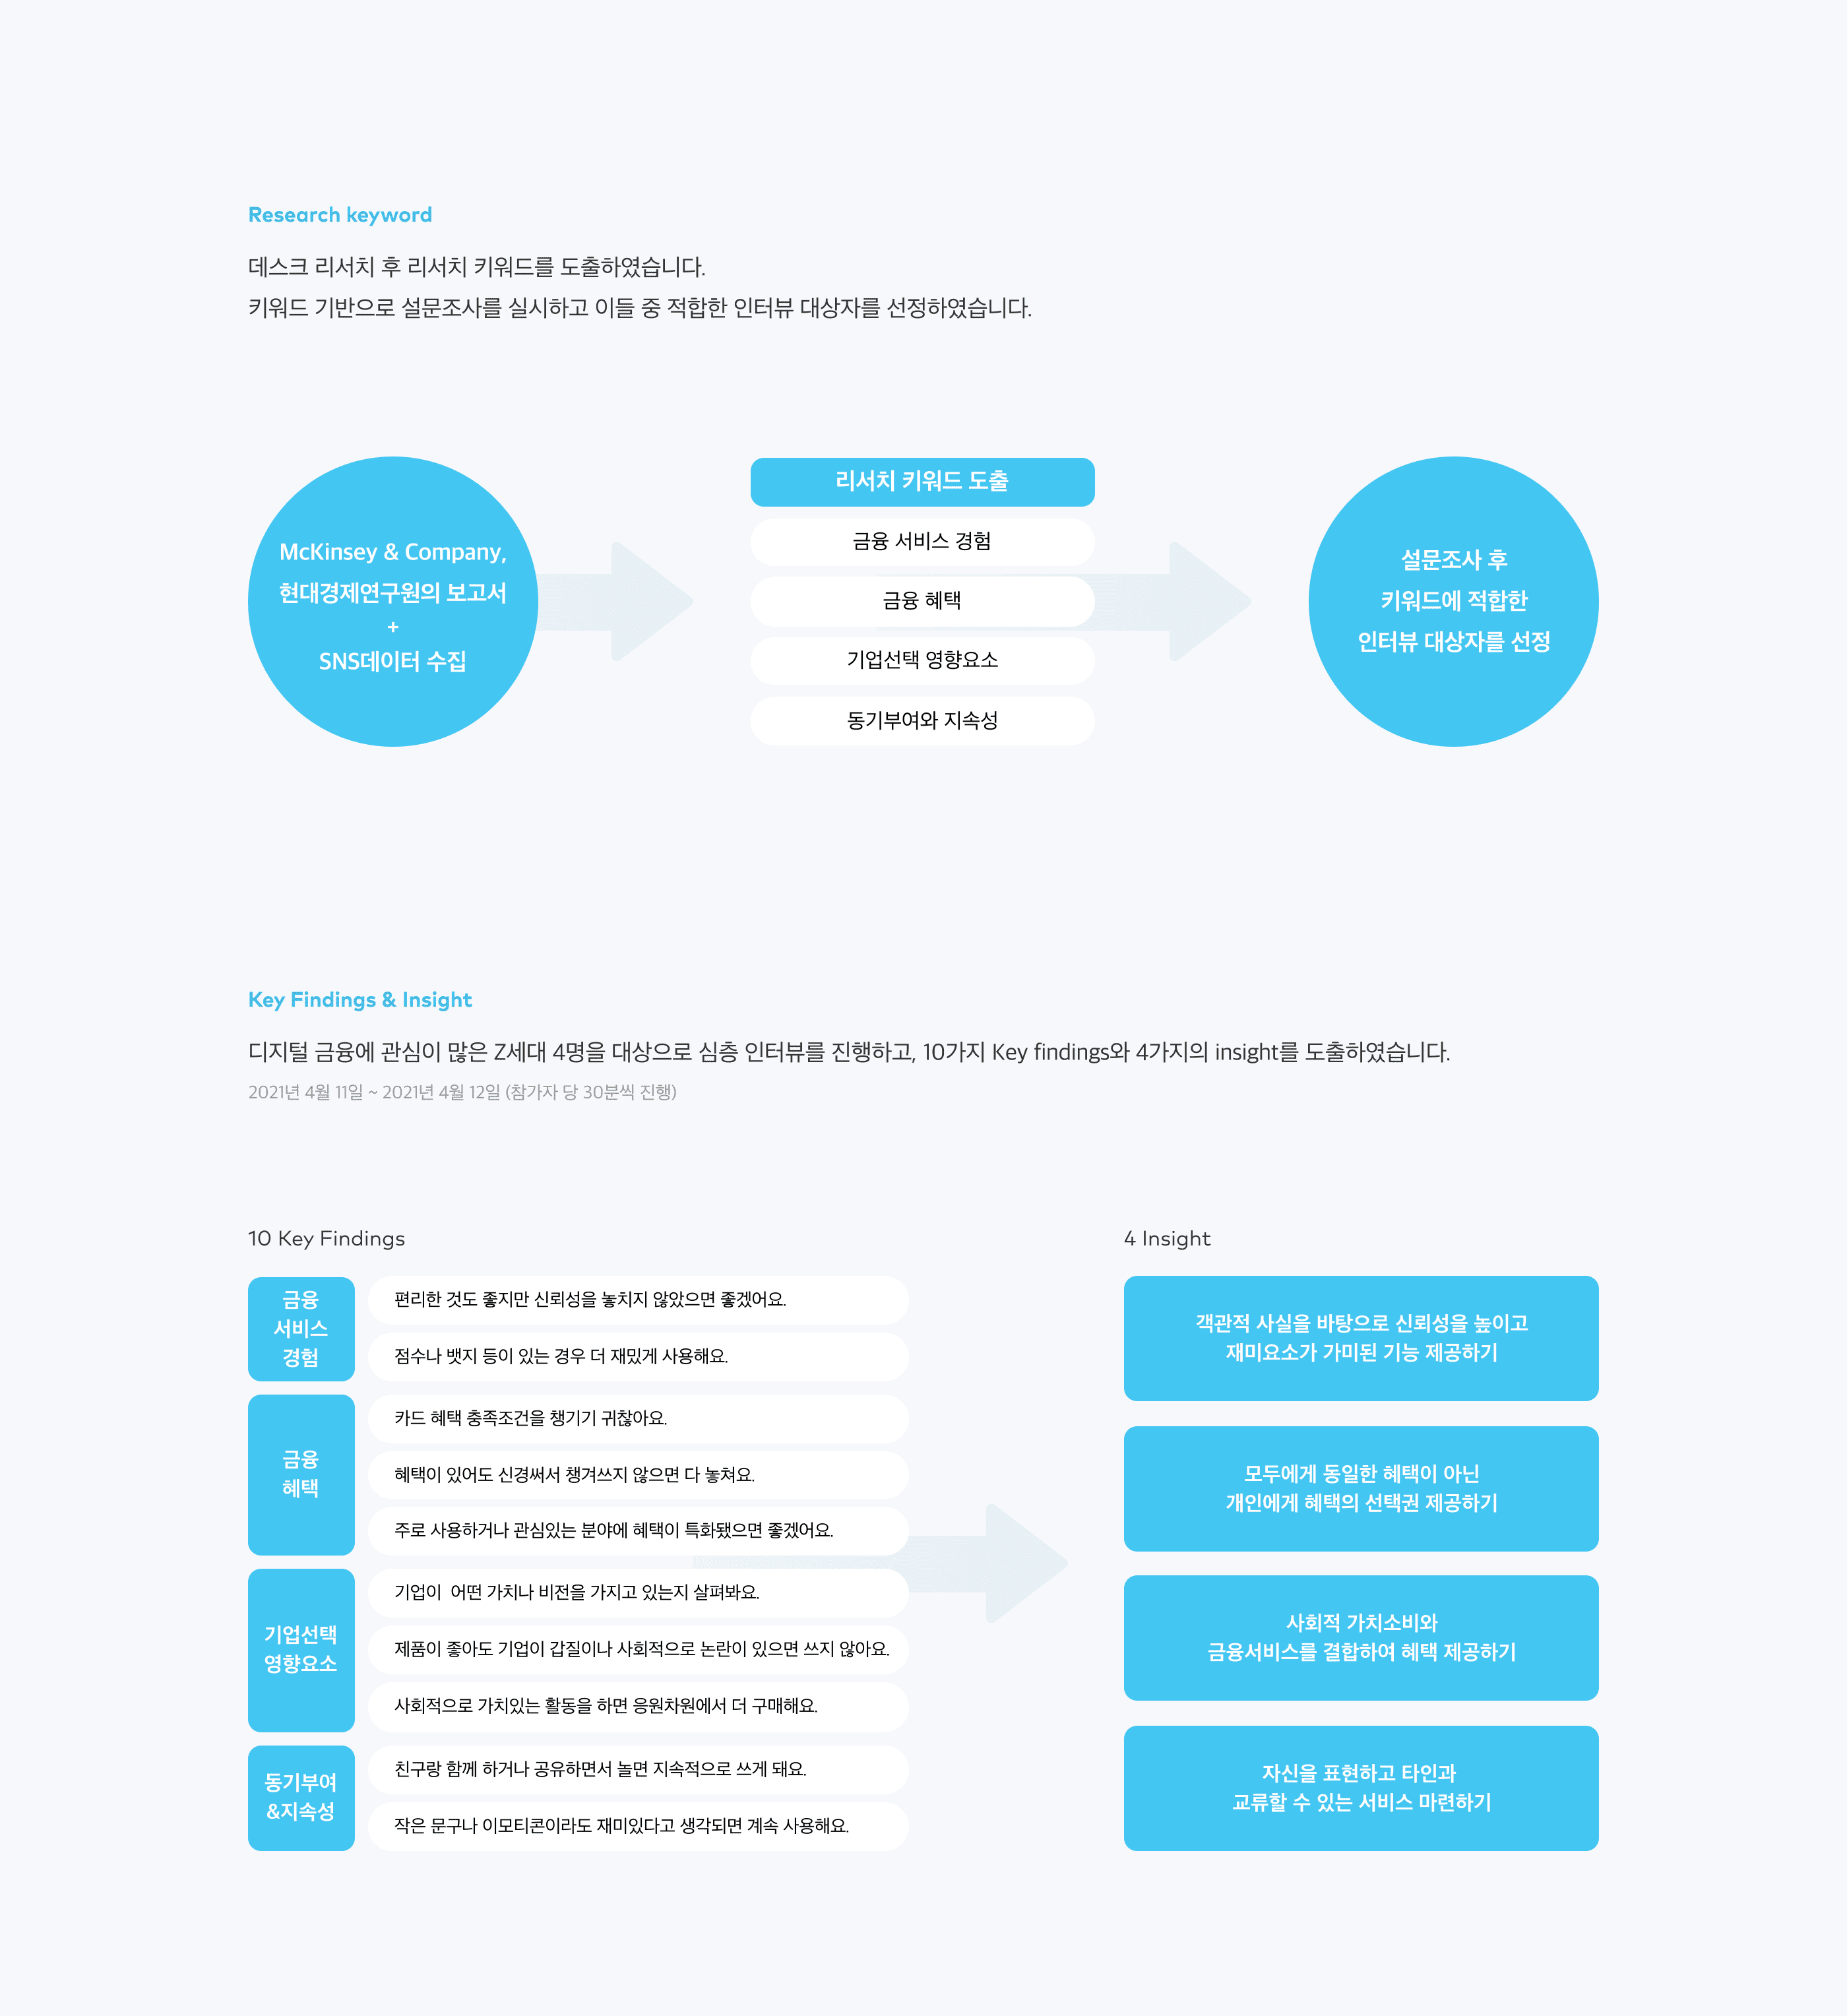 Research keyword
데스크 리서치 후 리서치 키워드를 도출하였습니다.
키워드 기반으로 설문조사를 실시하고 이들 중 적합한 인터뷰 대상자를 선정하였습니다.
McKinsey & Company,
현대경제연구원의 보고서
+
SNS데이터 수집
리서치 키워드 도출
금융 서비스 경험
금융 혜택
기업선택 영향요소
동기부여와 지속성
설문조사 후
키워드에 적합한
인터뷰 대상자를 선정
Key Findings & Insight
디지털 금융에 관심이 많은 Z세대 4명을 대상으로 심층 인터뷰를 진행하고, 10가지 Key findings와 4가지의 insight를 도출하였습니다.
2021년 4월 11일 ~ 2021년 4월 12일 (참가자 당 30분씩 진행)
10 Key Findings
금융
서비스
경험
편리한 것도 좋지만 신뢰성을 놓치지 않았으면 좋겠어요.
점수나 뱃지 등이 있는 경우 더 재밌게 사용해요.
금융
혜택
카드 혜택 충족조건을 챙기기 귀찮아요.
혜택이 있어도 신경써서 챙겨쓰지 않으면 다 놓쳐요.
주로 사용하거나 관심있는 분야에 혜택이 특화됐으면 좋겠어요.
기업선택
영향요소
기업이  어떤 가치나 비전을 가지고 있는지 살펴봐요.
제품이 좋아도 기업이 갑질이나 사회적으로 논란이 있으면 쓰지 않아요.
사회적으로 가치있는 활동을 하면 응원차원에서 더 구매해요.
동기부여
&지속성
친구랑 함께 하거나 공유하면서 놀면 지속적으로 쓰게 돼요.
작은 문구나 이모티콘이라도 재미있다고 생각되면 계속 사용해요.
4 Insight
객관적 사실을 바탕으로 신뢰성을 높이고
재미요소가 가미된 기능 제공하기
모두에게 동일한 혜택이 아닌
개인에게 혜택의 선택권 제공하기
사회적 가치소비와
금융서비스를 결합하여 혜택 제공하기
자신을 표현하고 타인과
교류할 수 있는 서비스 마련하기